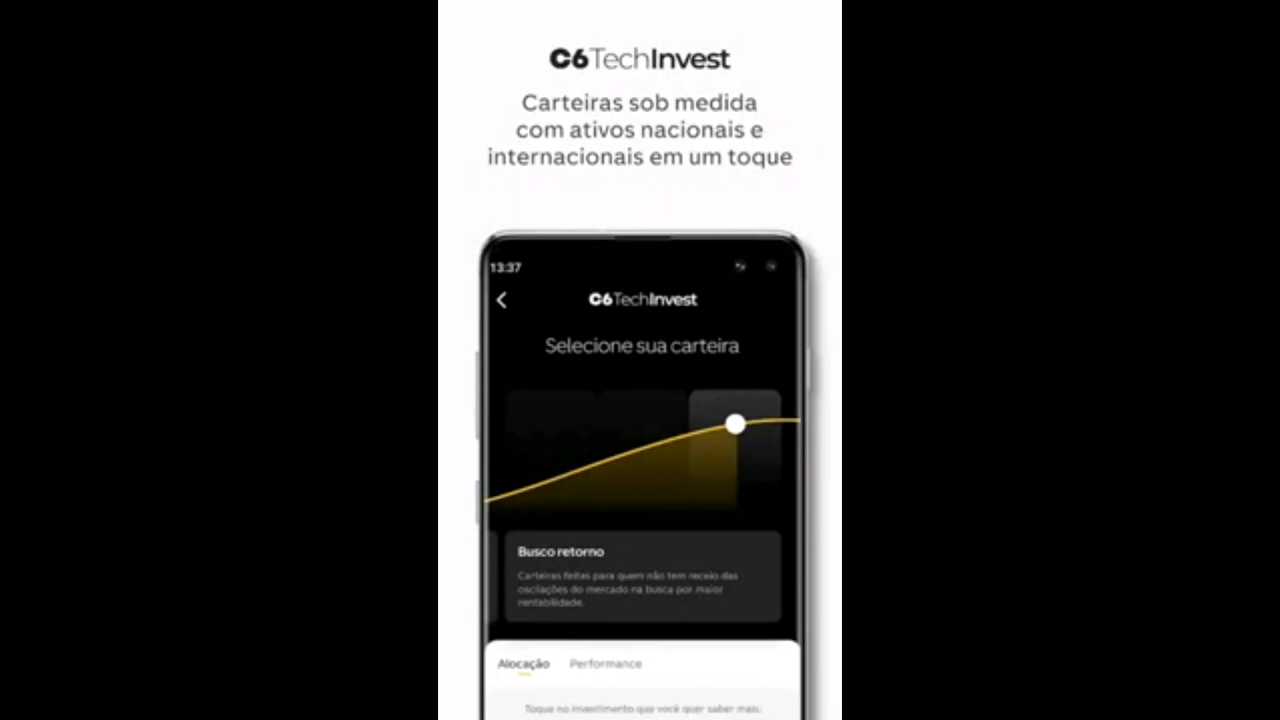 C6TechInvest
Carteiras sob medida
com ativos nacionais e
internacionais em um toque
13:37
C6TechInvest
Selecione sua carteira
Busco retorno
Carteiras feitas para quem não tem receio das
oscilações do mercado na busca por maior
rentabilidade.
Alocação Performance
Toque no investimento que você quer saber mais: